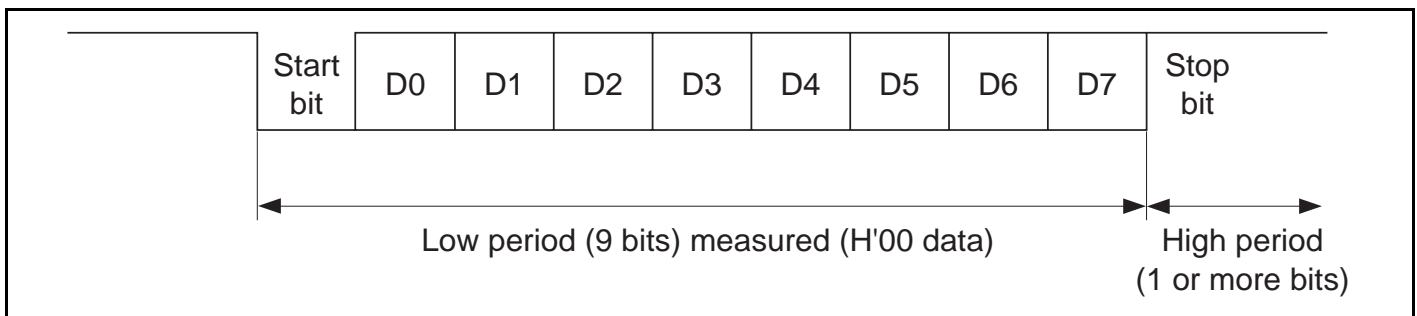 Start
bit
D0
D1
D2
D3
D4
D5
D6
D7
Stop
bit
Low period (9 bits) measured (H'00 data)
High period
(1 or more bits)